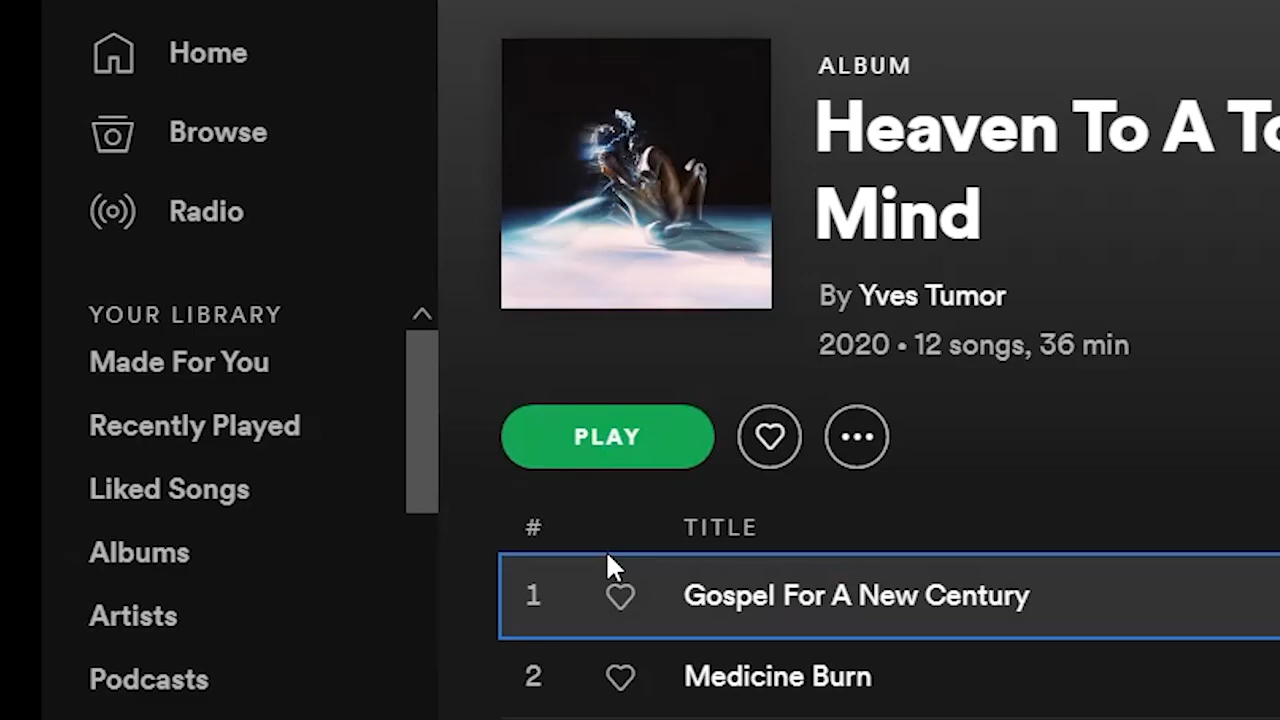 Home
Browse
Radio
YOUR LIBRARY
Made For You
Recently Played
Liked Songs
Albums
Artists
Podcasts
ALBUM
Heaven To A To
Mind
By Yves Tumor
2020 • 12 songs, 36 min
PLAY
# TITLE
1 Gospel For A New Century
2 Medicine Burn